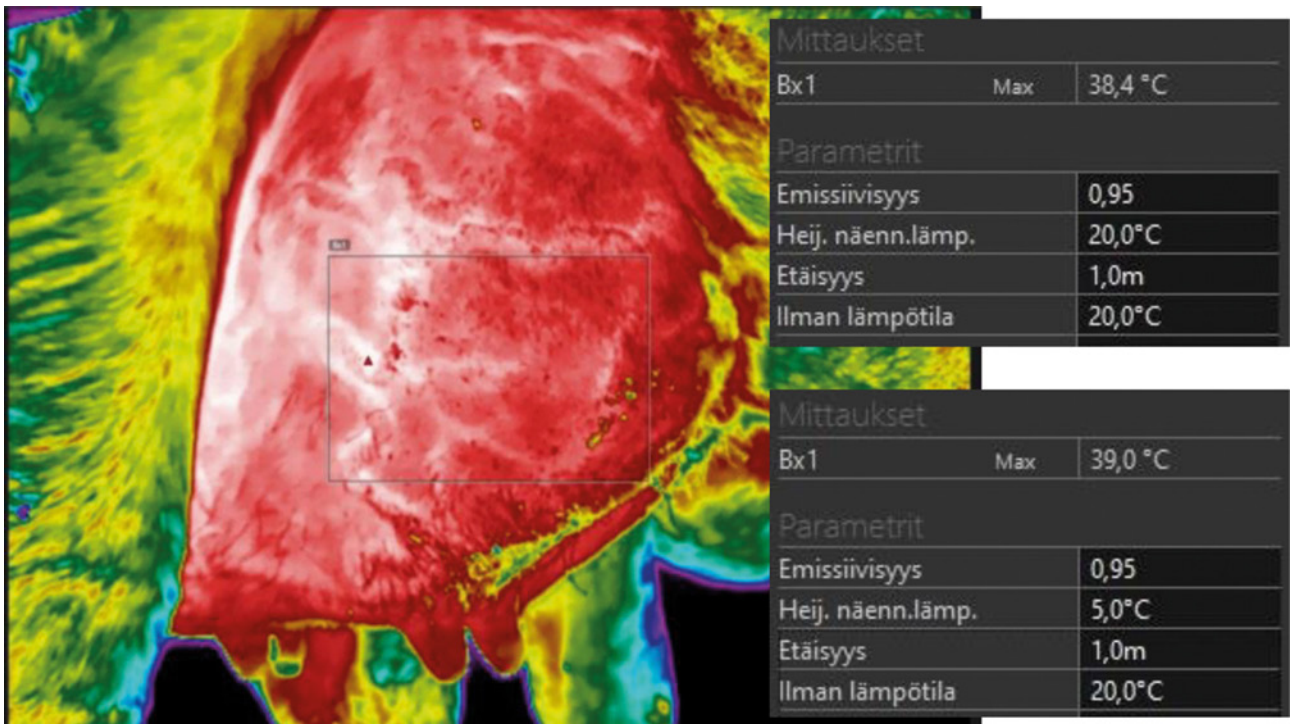 Bx1
Mittaukset
Bx1 Max 38,4 °C
Parametrit
Emissiivisyys 0,95
Heij. näenn.lämp. 20,0°C
Etäisyys 1,0m
Ilman lämpötila 20,0°C
Mittaukset
Bx1 Max 39,0 °C
Parametrit
Emissiivisyys 0,95
Heij. näenn.lämp. 5,0°C
Etäisyys 1,0m
Ilman lämpötila 20,0°C